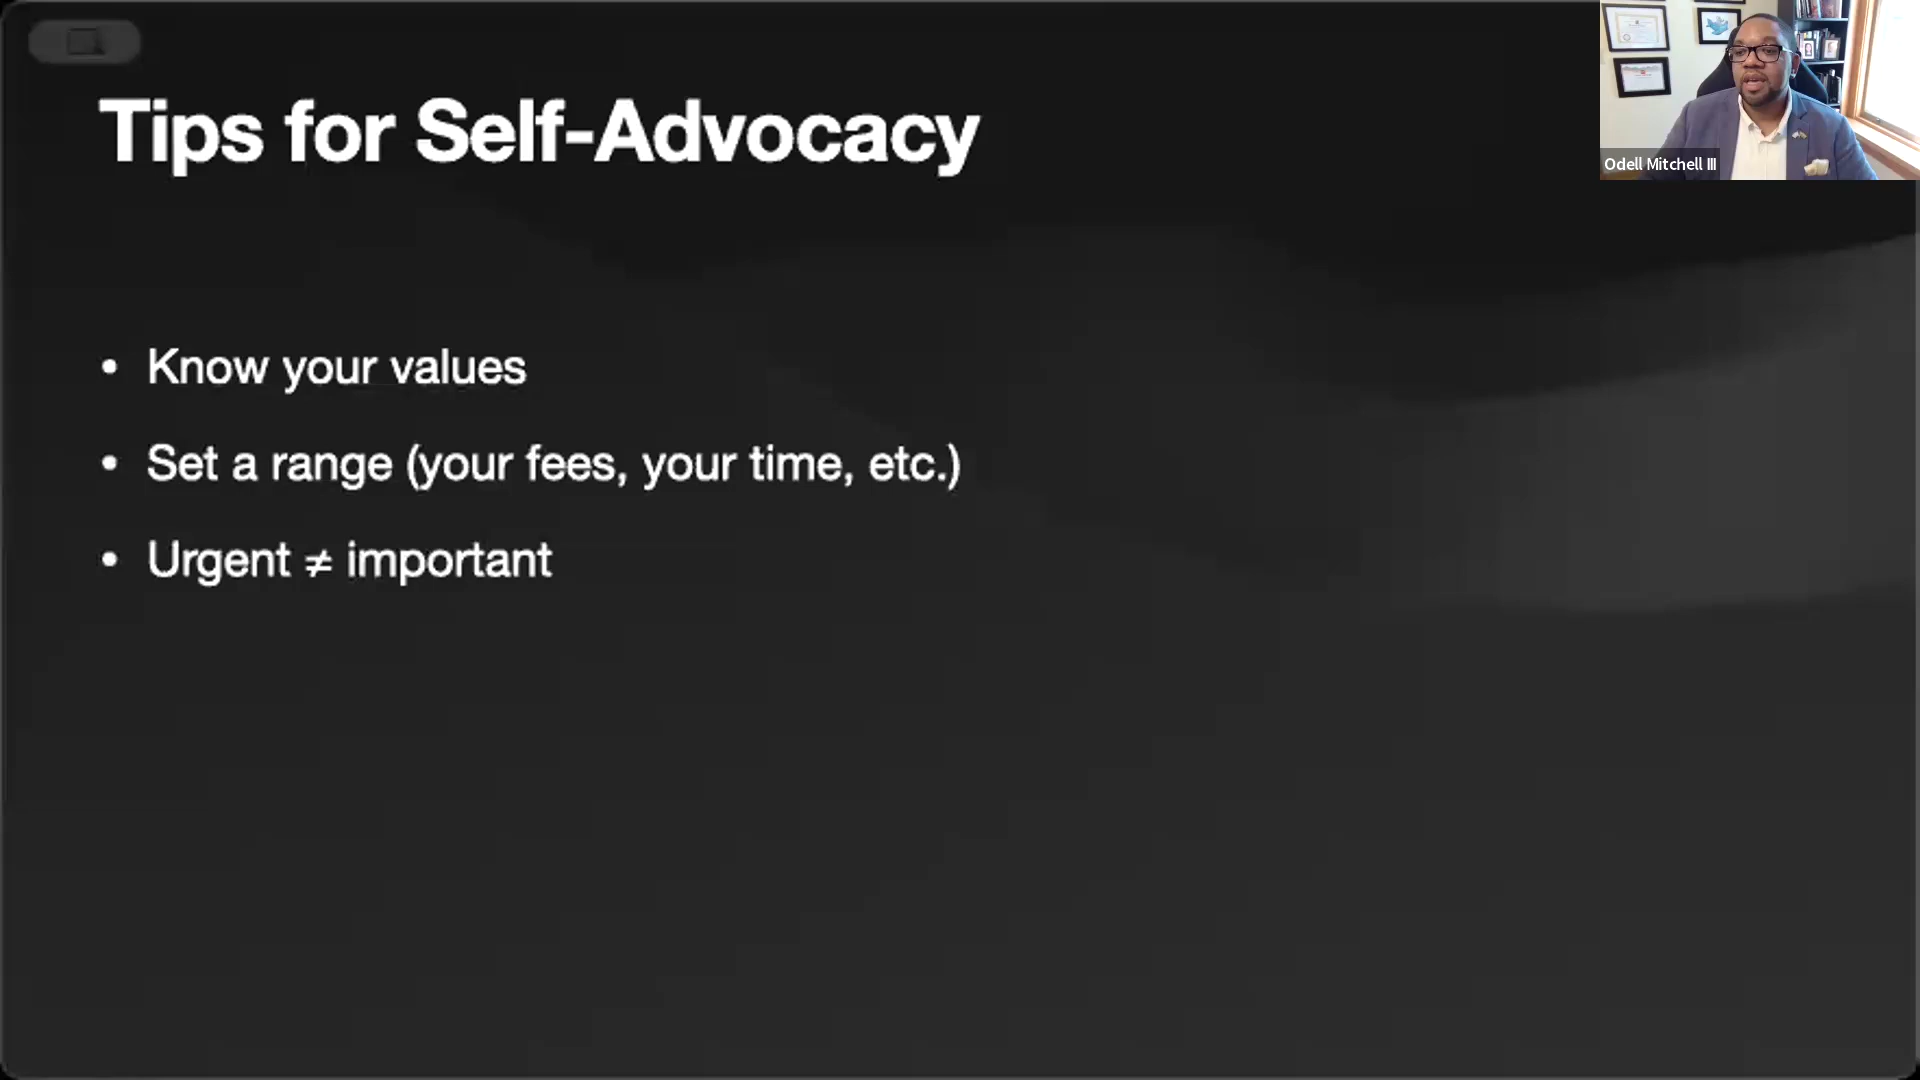 Tips for Self-Advocacy
Odell Mitchell III
• Know your values
• Set a range (your fees, your time, etc.)
• Urgent ≠ important